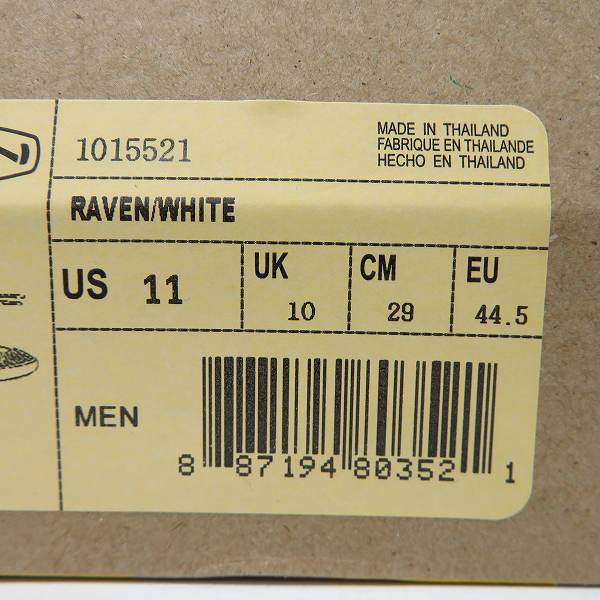 1015521
MADE IN THAILAND
FABRIQUE EN THAILANDE
HECHO EN THAILAND
RAVEN/WHITE
US 11
UK 10
CM 29
EU 44.5
MEN
8 87194 80352 1